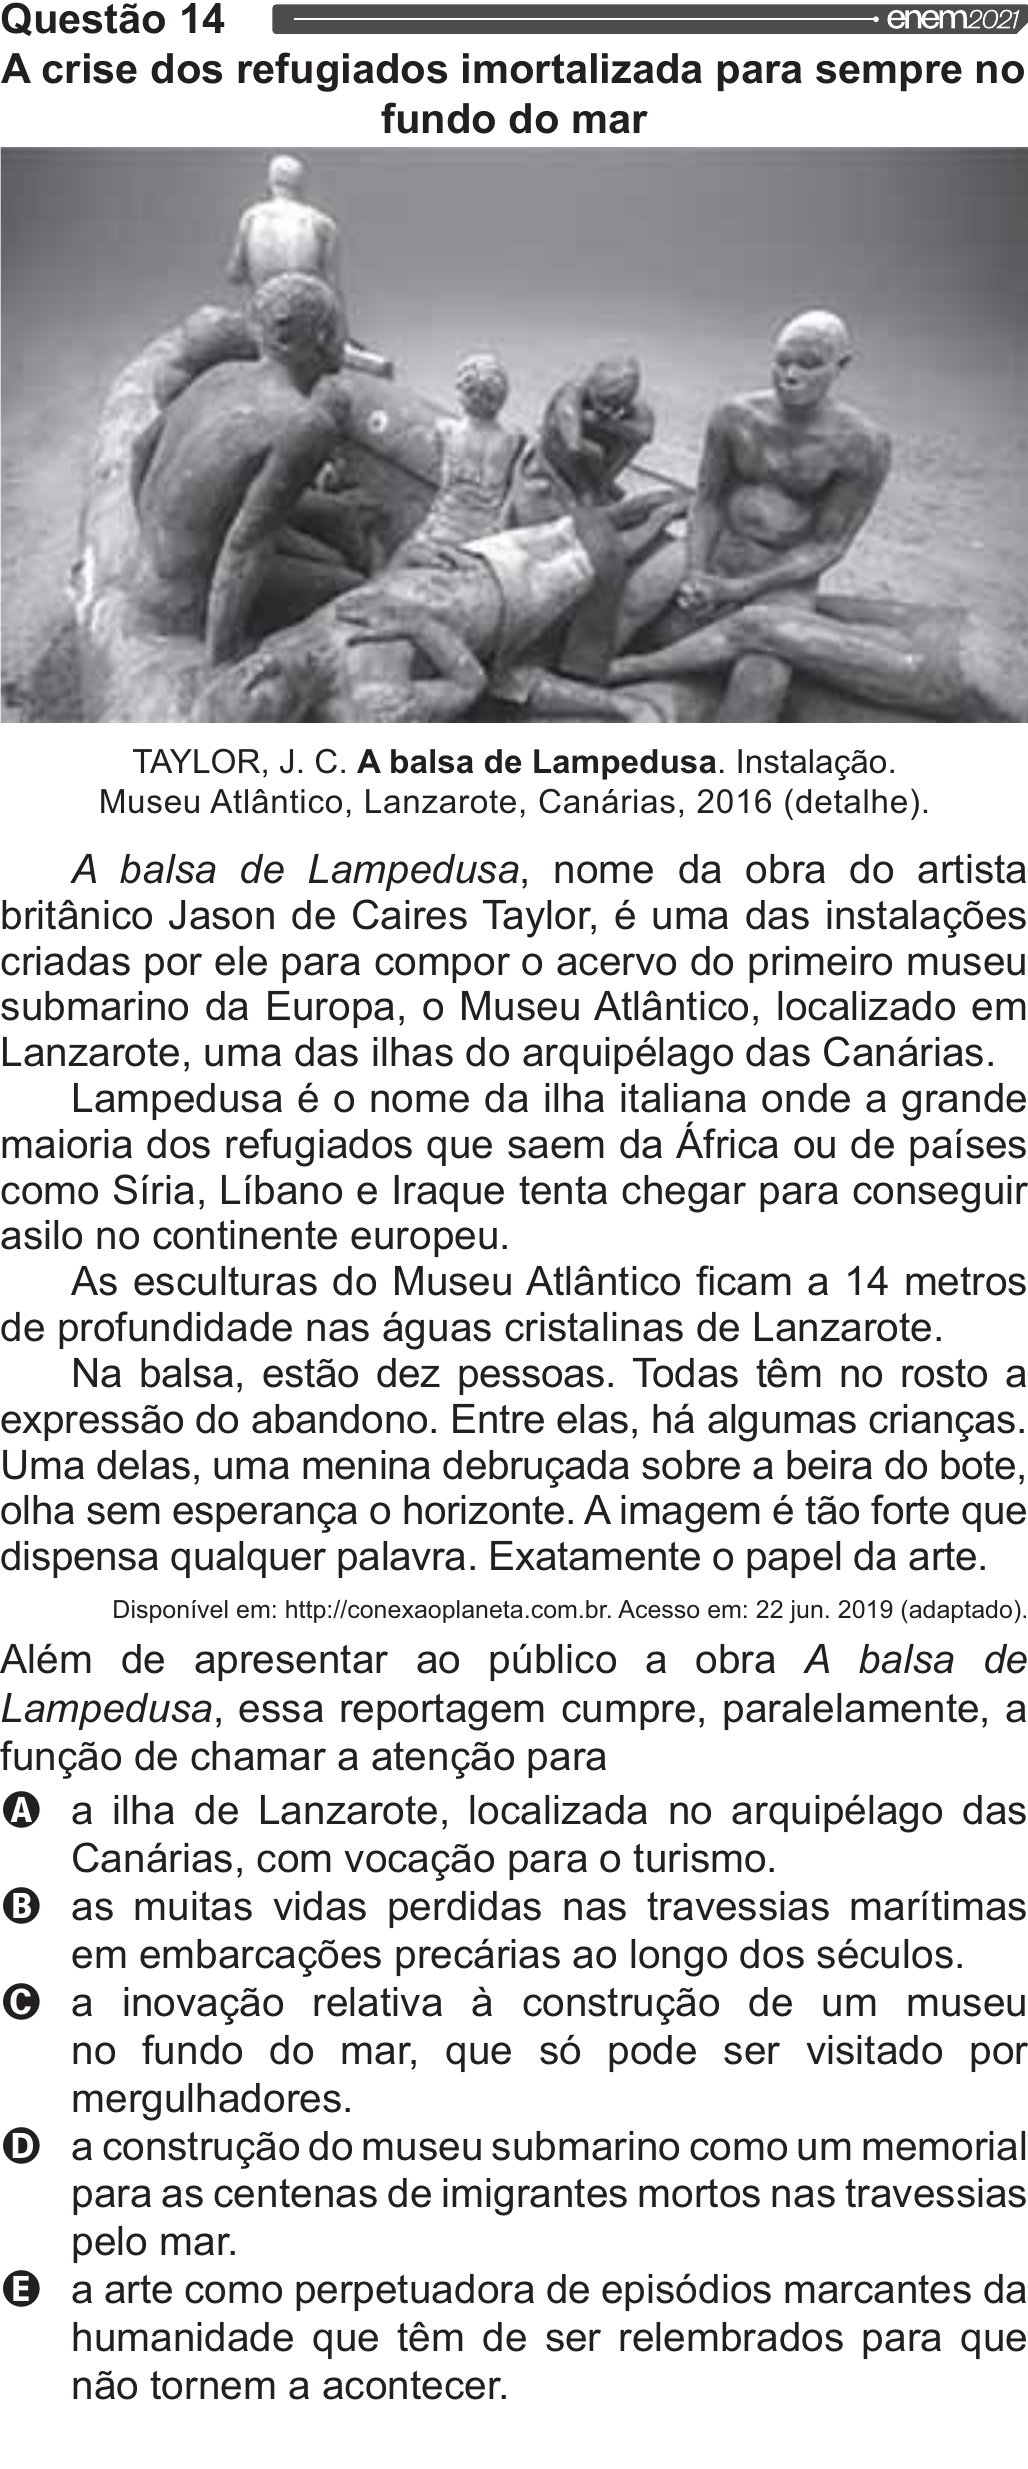 Questão 14
enem2021
A crise dos refugiados imortalizada para sempre no
fundo do mar
TAYLOR, J. C. A balsa de Lampedusa. Instalação.
Museu Atlântico, Lanzarote, Canárias, 2016 (detalhe).
A balsa de Lampedusa, nome da obra do artista
britânico Jason de Caires Taylor, é uma das instalações
criadas por ele para compor o acervo do primeiro museu
submarino da Europa, o Museu Atlântico, localizado em
Lanzarote, uma das ilhas do arquipélago das Canárias.
Lampedusa é o nome da ilha italiana onde a grande
maioria dos refugiados que saem da África ou de países
como Síria, Líbano e Iraque tenta chegar para conseguir
asilo no continente europeu.
As esculturas do Museu Atlântico ficam a 14 metros
de profundidade nas águas cristalinas de Lanzarote.
Na balsa, estão dez pessoas. Todas têm no rosto a
expressão do abandono. Entre elas, há algumas crianças.
Uma delas, uma menina debruçada sobre a beira do bote,
olha sem esperança o horizonte. A imagem é tão forte que
dispensa qualquer palavra. Exatamente o papel da arte.
Disponível em: http://conexaoplaneta.com.br. Acesso em: 22 jun. 2019 (adaptado).
Além de apresentar ao público a obra A balsa de
Lampedusa, essa reportagem cumpre, paralelamente, a
função de chamar a atenção para
A a ilha de Lanzarote, localizada no arquipélago das
Canárias, com vocação para o turismo.
B as muitas vidas perdidas nas travessias marítimas
em embarcações precárias ao longo dos séculos.
C a inovação relativa à construção de um museu
no fundo do mar, que só pode ser visitado por
mergulhadores.
D a construção do museu submarino como um memorial
para as centenas de imigrantes mortos nas travessias
pelo mar.
E a arte como perpetuadora de episódios marcantes da
humanidade que têm de ser relembrados para que
não tornem a acontecer.